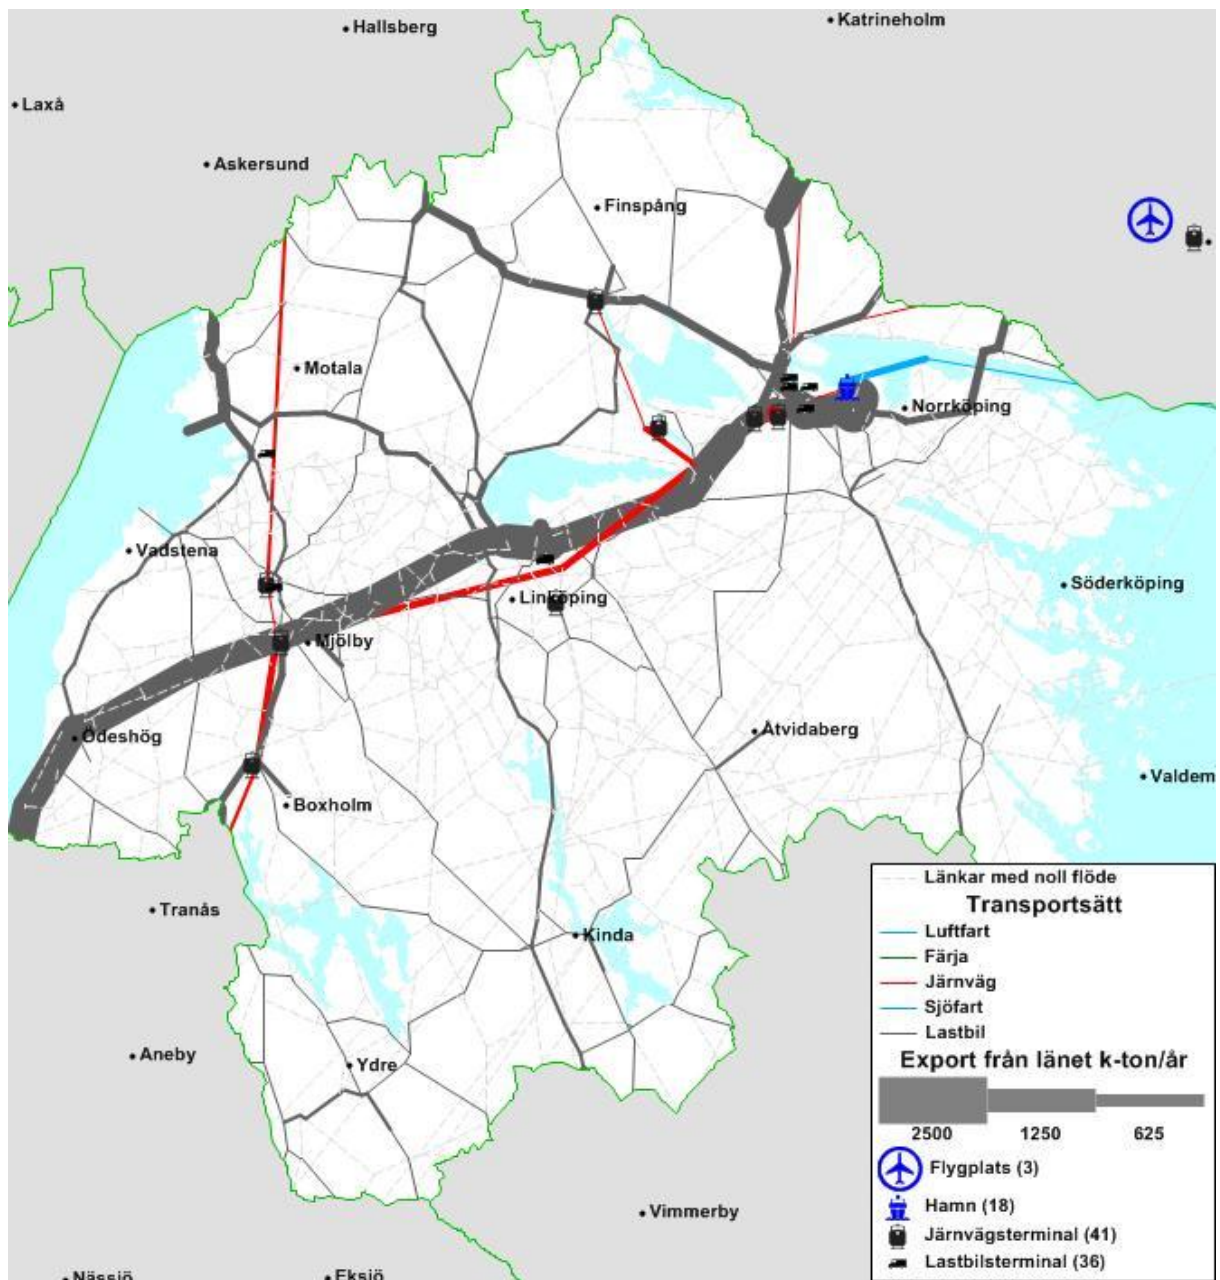 Hallsberg
Katrineholm
Laxå
Askersund
Finspång
Motala
Norrköping
Vadstena
Söderköping
Linköping
Mjölby
Ödeshög
Åtvidaberg
Valdem
Boxholm
Tranås
Kinda
Aneby
Ydre
Vimmerby
Nässjö
Eksjö
Länkar med noll flöde
Transportsätt
Luftfart
Färja
Järnväg
Sjöfart
Lastbil
Export från länet k-ton/år
2500 1250 625
Flygplats (3)
Hamn (18)
Järnvägsterminal (41)
Lastbilsterminal (36)